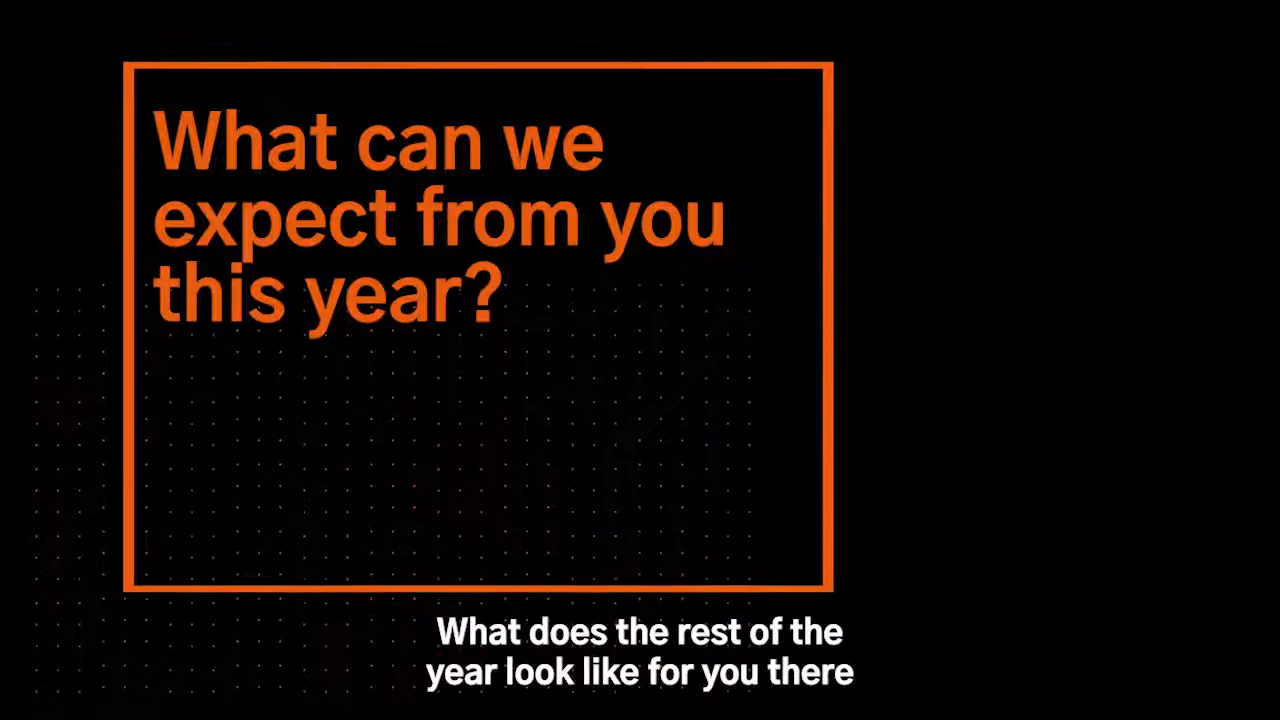 What can we
expect from you
this year?
What does the rest of the
year look like for you there